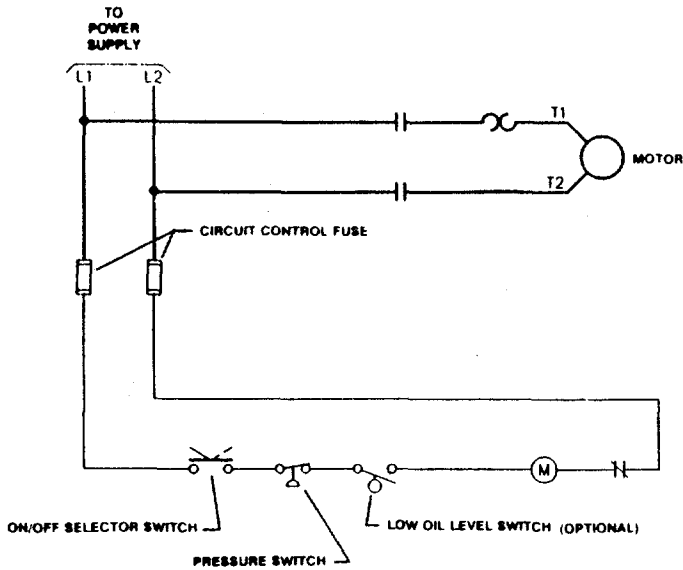 TO
POWER
SUPPLY
L1 L2
T1
MOTOR
T2
CIRCUIT CONTROL FUSE
M
ON/OFF SELECTOR SWITCH
LOW OIL LEVEL SWITCH (OPTIONAL)
PRESSURE SWITCH